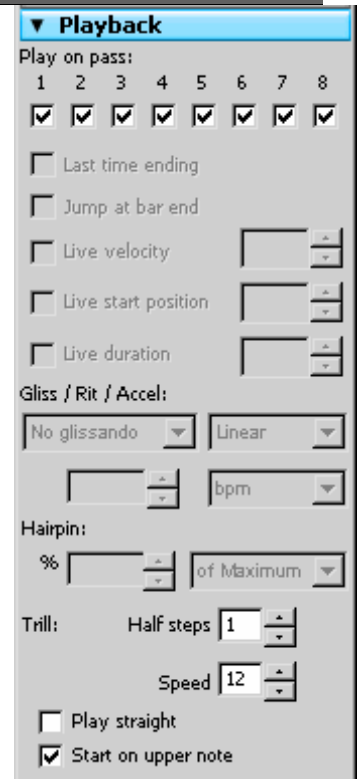 ▼ Playback
Play on pass:
1 2 3 4 5 6 7 8
Last time ending
Jump at bar end
Live velocity
Live start position
Live duration
Gliss / Rit / Accel:
No glissando Linear
bpm
Hairpin:
% of Maximum
Trill: Half steps 1
Speed 12
Play straight
Start on upper note